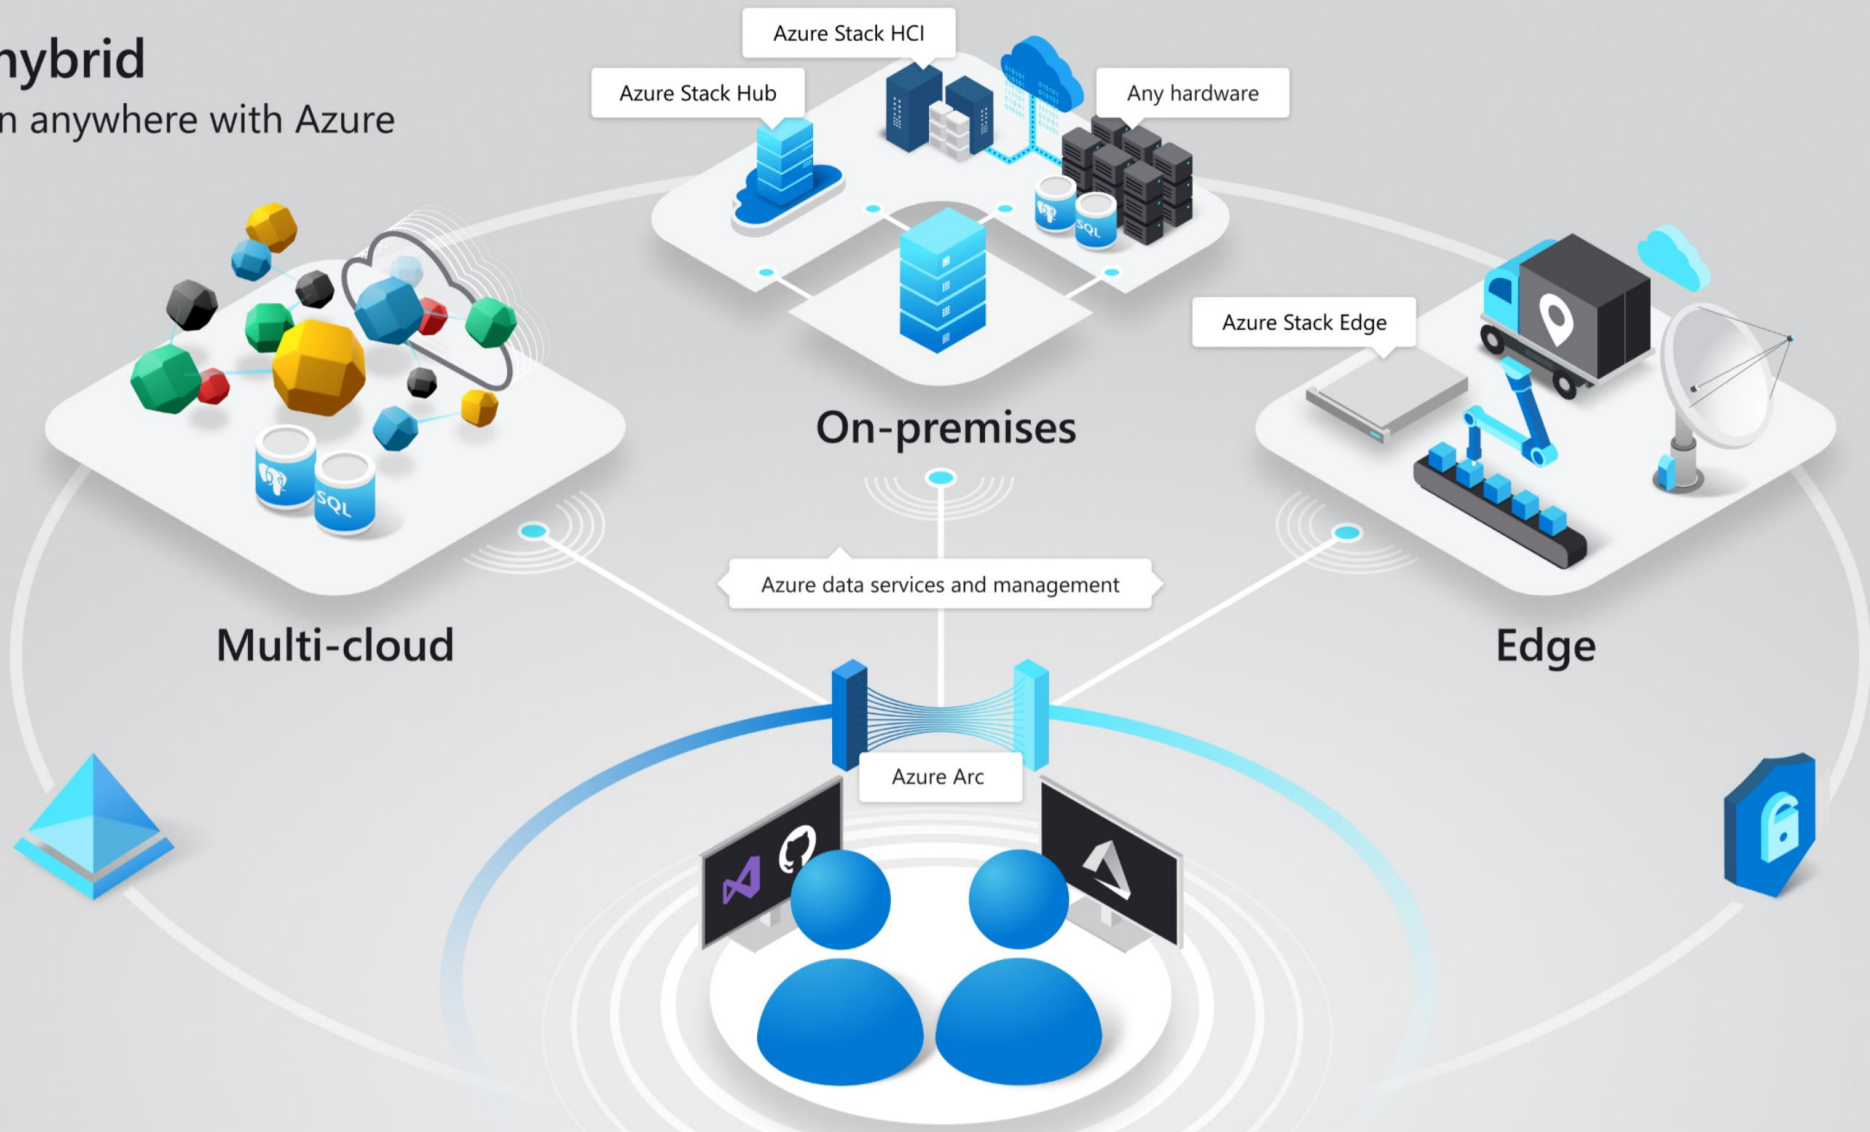 hybrid
n anywhere with Azure
Azure Stack HCI
Azure Stack Hub
Any hardware
SQL
Azure Stack Edge
On-premises
SQL
Azure data services and management
Multi-cloud
Edge
Azure Arc